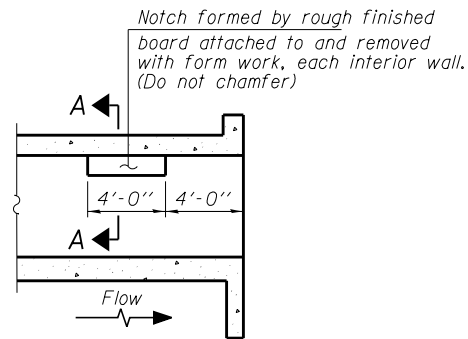 Notch formed by rough finished
board attached to and removed
with form work, each interior wall.
(Do not chamfer)
A
4'-0'' 4'-0''
A
Flow